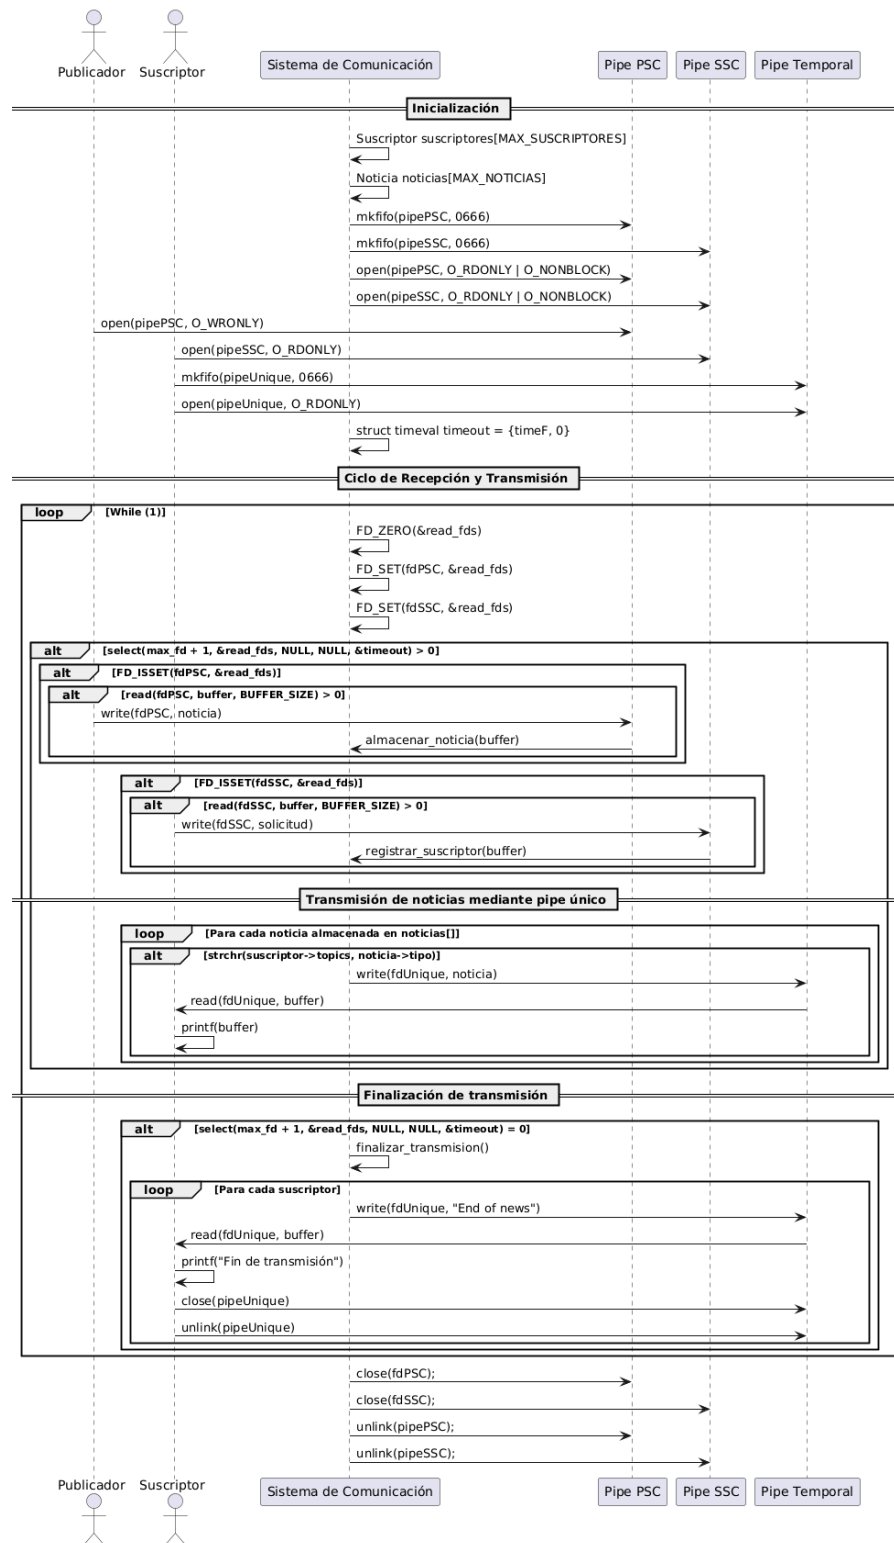 Publicador
Suscriptor
Sistema de Comunicación
Pipe PSC
Pipe SSC
Pipe Temporal
Inicialización
Suscriptor suscriptores[MAX_SUSCRIPTORES]
Noticia noticias[MAX_NOTICIAS]
mkfifo(pipePSC, 0666)
mkfifo(pipeSSC, 0666)
open(pipePSC, O_RDONLY | O_NONBLOCK)
open(pipeSSC, O_RDONLY | O_NONBLOCK)
open(pipePSC, O_WRONLY)
open(pipeSSC, O_RDONLY)
mkfifo(pipeUnique, 0666)
open(pipeUnique, O_RDONLY)
struct timeval timeout = {timeF, 0}
Ciclo de Recepción y Transmisión
loop [While (1)]
FD_ZERO(&read_fds)
FD_SET(fdPSC, &read_fds)
FD_SET(fdSSC, &read_fds)
alt [select(max_fd + 1, &read_fds, NULL, NULL, &timeout) > 0]
alt [FD_ISSET(fdPSC, &read_fds)]
alt [read(fdPSC, buffer, BUFFER_SIZE) > 0]
write(fdPSC, noticia)
almacenar_noticia(buffer)
alt [FD_ISSET(fdSSC, &read_fds)]
alt [read(fdSSC, buffer, BUFFER_SIZE) > 0]
write(fdSSC, solicitud)
registrar_suscriptor(buffer)
Transmisión de noticias mediante pipe único
loop [Para cada noticia almacenada en noticias[]]
alt [strchr(suscriptor->topics, noticia->tipo)]
write(fdUnique, noticia)
read(fdUnique, buffer)
printf(buffer)
Finalización de transmisión
alt [select(max_fd + 1, &read_fds, NULL, NULL, &timeout) = 0]
finalizar_transmision()
loop [Para cada suscriptor]
write(fdUnique, "End of news")
read(fdUnique, buffer)
printf("Fin de transmisión")
close(pipeUnique)
unlink(pipeUnique)
close(fdPSC);
close(fdSSC);
unlink(pipePSC);
unlink(pipeSSC);
Publicador
Suscriptor
Sistema de Comunicación
Pipe PSC
Pipe SSC
Pipe Temporal